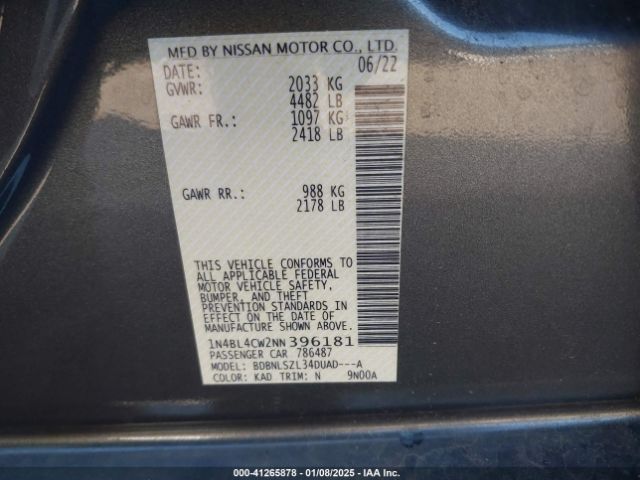 MFD BY NISSAN MOTOR CO., LTD.
DATE: 06/22
GVWR: 2033 KG
4482 LB
GAWR FR.: 1097 KG
2418 LB
GAWR RR.: 988 KG
2178 LB
THIS VEHICLE CONFORMS TO
ALL APPLICABLE FEDERAL
MOTOR VEHICLE SAFETY,
BUMPER, AND THEFT
PREVENTION STANDARDS IN
EFFECT ON THE DATE OF
MANUFACTURE SHOWN ABOVE.
1N4BL4CW2NN396181
PASSENGER CAR 786487
MODEL: BDBNLSZL34DUAD---A
COLOR: KAD TRIM: N 9N00A
000-41265878 | 01/08/2025 | IAA Inc.